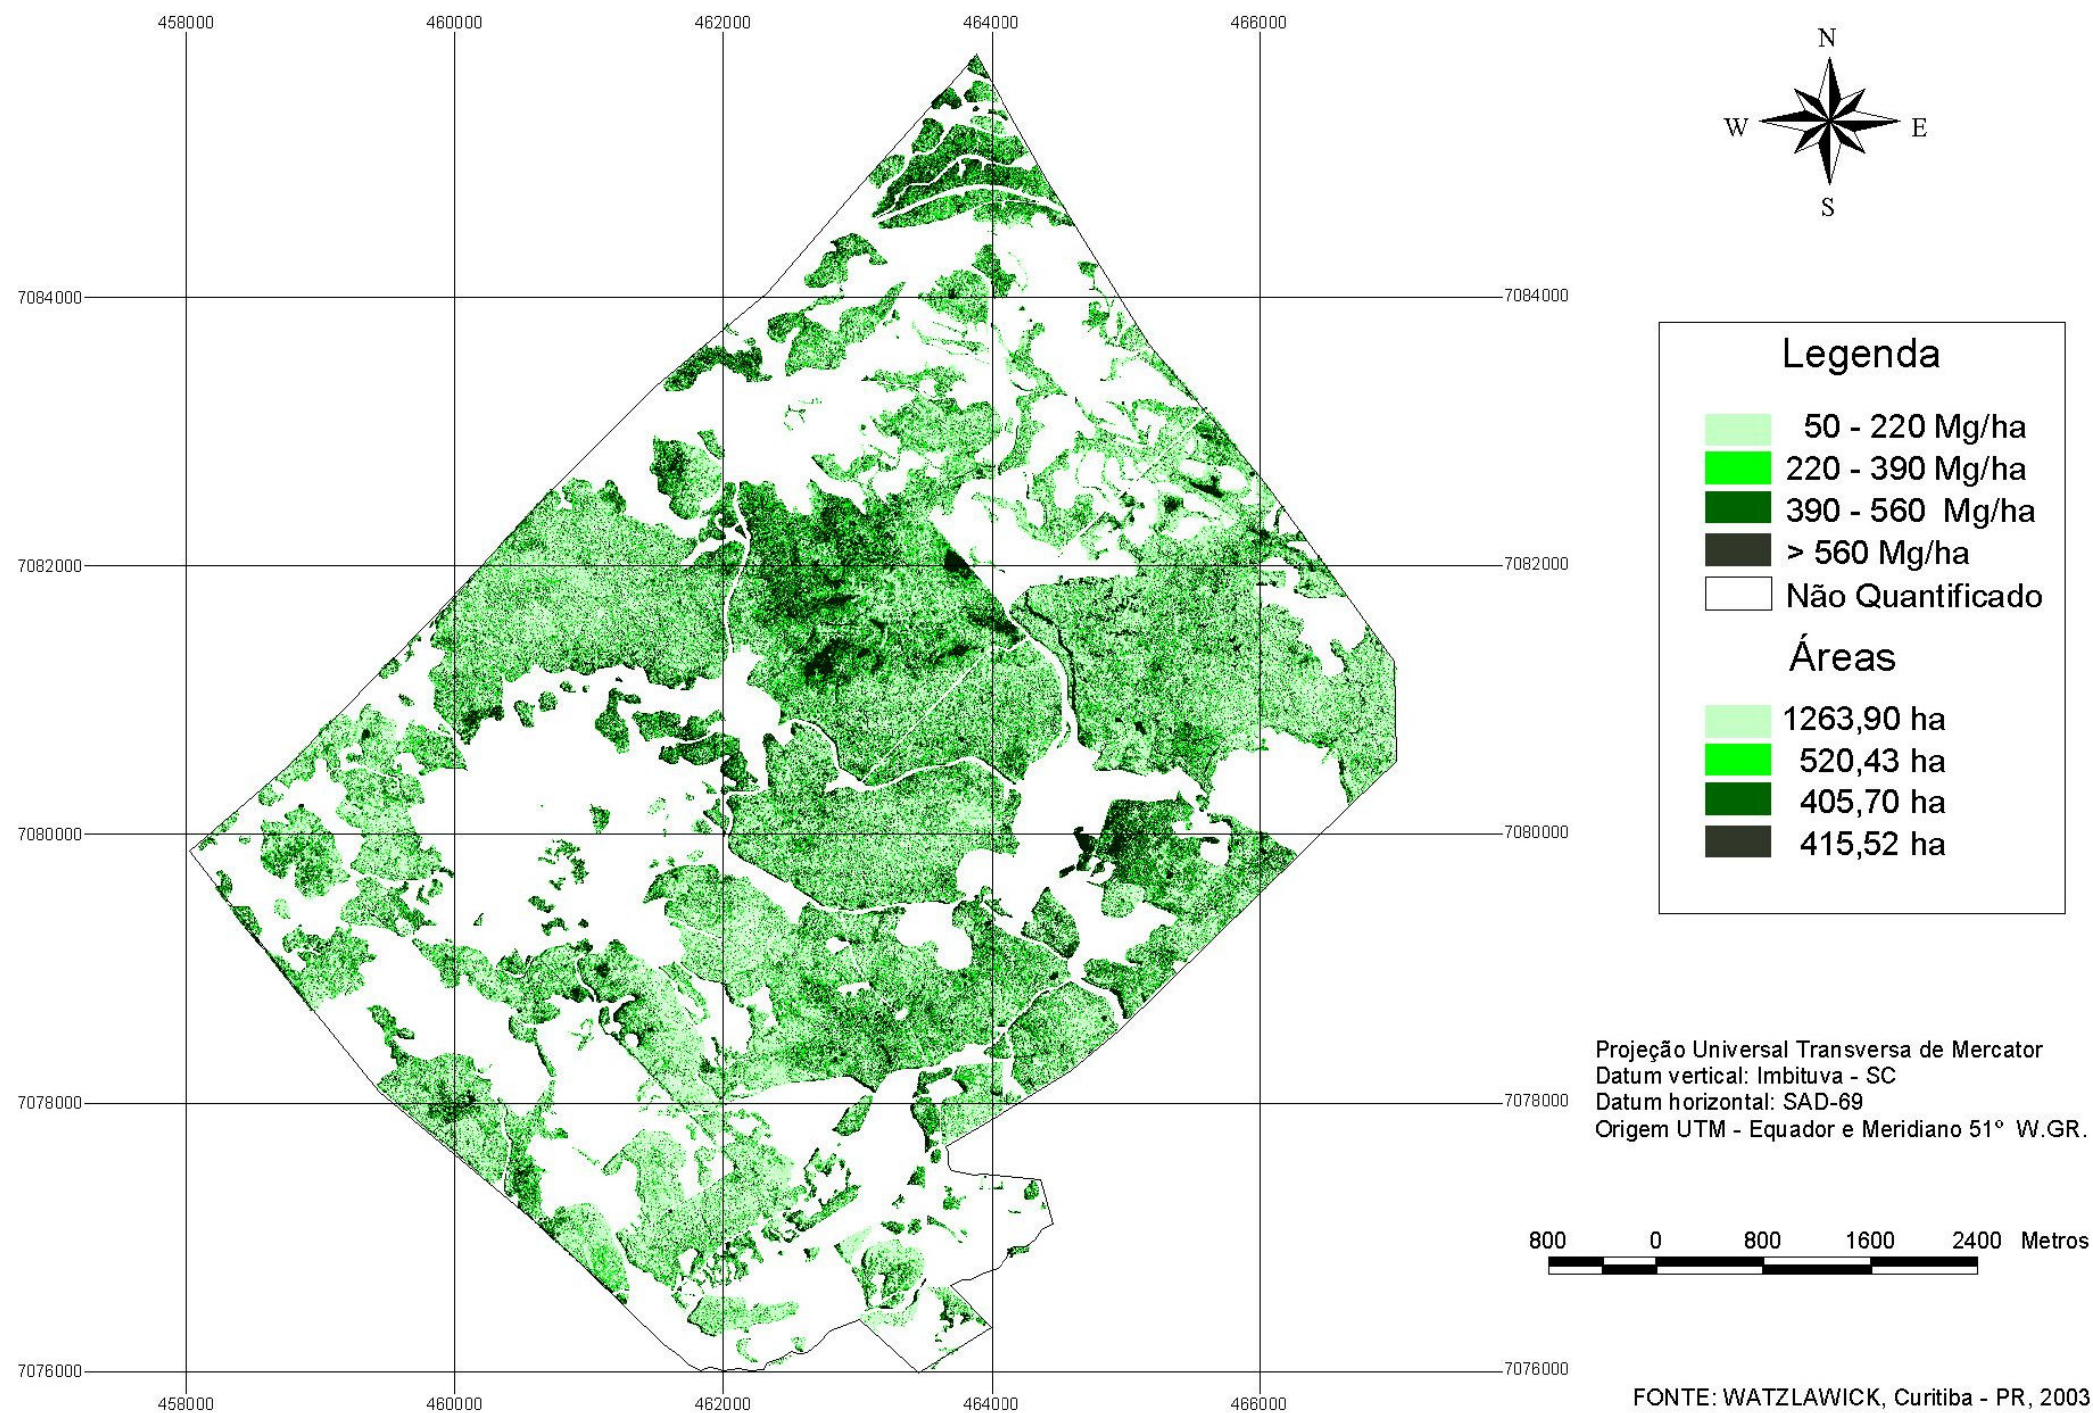 458000
460000
462000
464000
466000
N
W E
S
7084000
7084000
Legenda
50 - 220 Mg/ha
220 - 390 Mg/ha
390 - 560 Mg/ha
> 560 Mg/ha
Não Quantificado
Áreas
1263,90 ha
520,43 ha
405,70 ha
415,52 ha
7082000
7082000
7080000
7080000
7078000
7078000
Projeção Universal Transversa de Mercator
Datum vertical: Imbituva - SC
Datum horizontal: SAD-69
Origem UTM - Equador e Meridiano 51º W.GR.
800 0 800 1600 2400 Metros
7076000
7076000
458000
460000
462000
464000
466000
FONTE: WATZLAWICK, Curitiba - PR, 2003